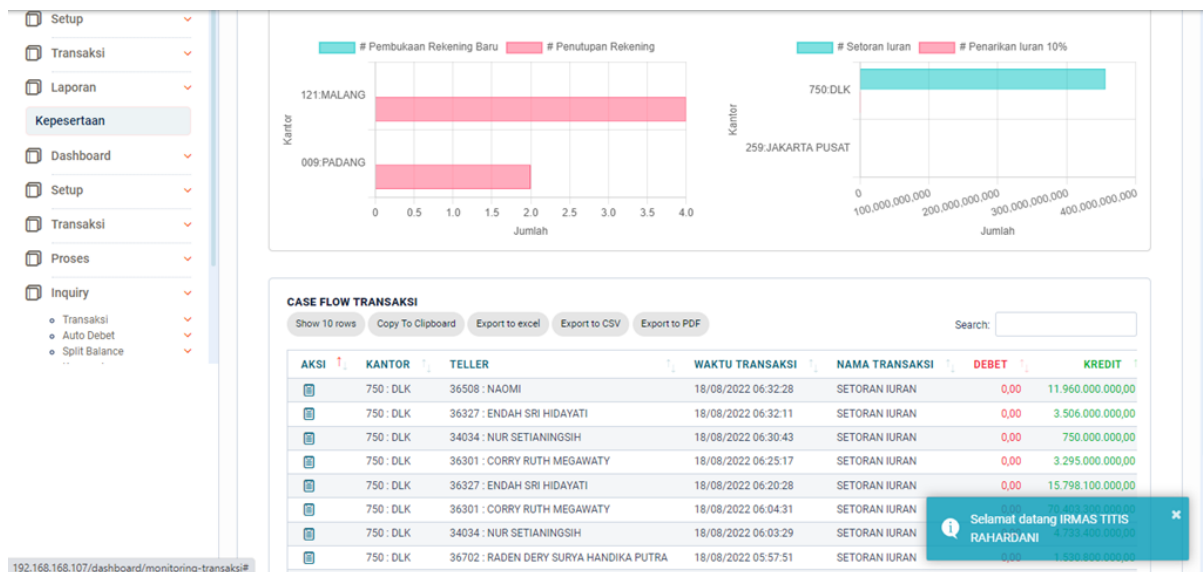 Setup
Transaksi
Laporan
Kepesertaan
Dashboard
Setup
Transaksi
Proses
Inquiry
Transaksi
Auto Debet
Split Balance
# Pembukaan Rekening Baru # Penutupan Rekening
Kantor
121:MALANG
009:PADANG
0 0.5 1.0 1.5 2.0 2.5 3.0 3.5 4.0
Jumlah
# Setoran Iuran # Penarikan Iuran 10%
Kantor
750:DLK
259:JAKARTA PUSAT
0 100,000,000,000 200,000,000,000 300,000,000,000 400,000,000,000
Jumlah
CASE FLOW TRANSAKSI
Show 10 rows Copy To Clipboard Export to excel Export to CSV Export to PDF Search:
AKSI KANTOR TELLER WAKTU TRANSAKSI NAMA TRANSAKSI DEBET KREDIT
750 : DLK 36508 : NAOMI 18/08/2022 06:32:28 SETORAN IURAN 0,00 11.960.000.000,00
750 : DLK 36327 : ENDAH SRI HIDAYATI 18/08/2022 06:32:11 SETORAN IURAN 0,00 3.506.000.000,00
750 : DLK 34034 : NUR SETIANINGSIH 18/08/2022 06:30:43 SETORAN IURAN 0,00 750.000.000,00
750 : DLK 36301 : CORRY RUTH MEGAWATY 18/08/2022 06:25:17 SETORAN IURAN 0,00 3.295.000.000,00
750 : DLK 36327 : ENDAH SRI HIDAYATI 18/08/2022 06:20:28 SETORAN IURAN 0,00 15.798.100.000,00
750 : DLK 36301 : CORRY RUTH MEGAWATY 18/08/2022 06:04:31 SETORAN IURAN
750 : DLK 34034 : NUR SETIANINGSIH 18/08/2022 06:03:29 SETORAN IURAN
750 : DLK 36702 : RADEN DERY SURYA HANDIKA PUTRA 18/08/2022 05:57:51 SETORAN IURAN
Selamat datang IRMAS TITIS
RAHARDANI
192.168.168.107/dashboard/monitoring-transaksi#